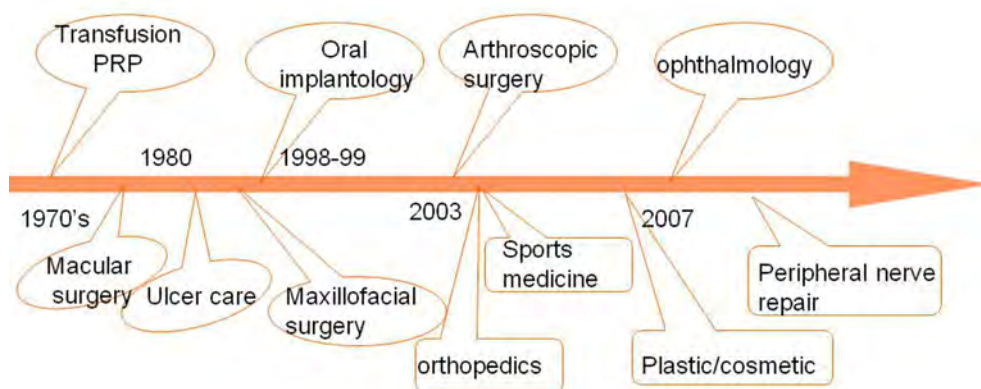 Transfusion
PRP
Oral
implantology
Arthroscopic
surgery
ophthalmology
1980
1998-99
1970's
2003
2007
Macular
surgery
Ulcer care
Maxillofacial
surgery
Sports
medicine
orthopedics
Peripheral nerve
repair
Plastic/cosmetic